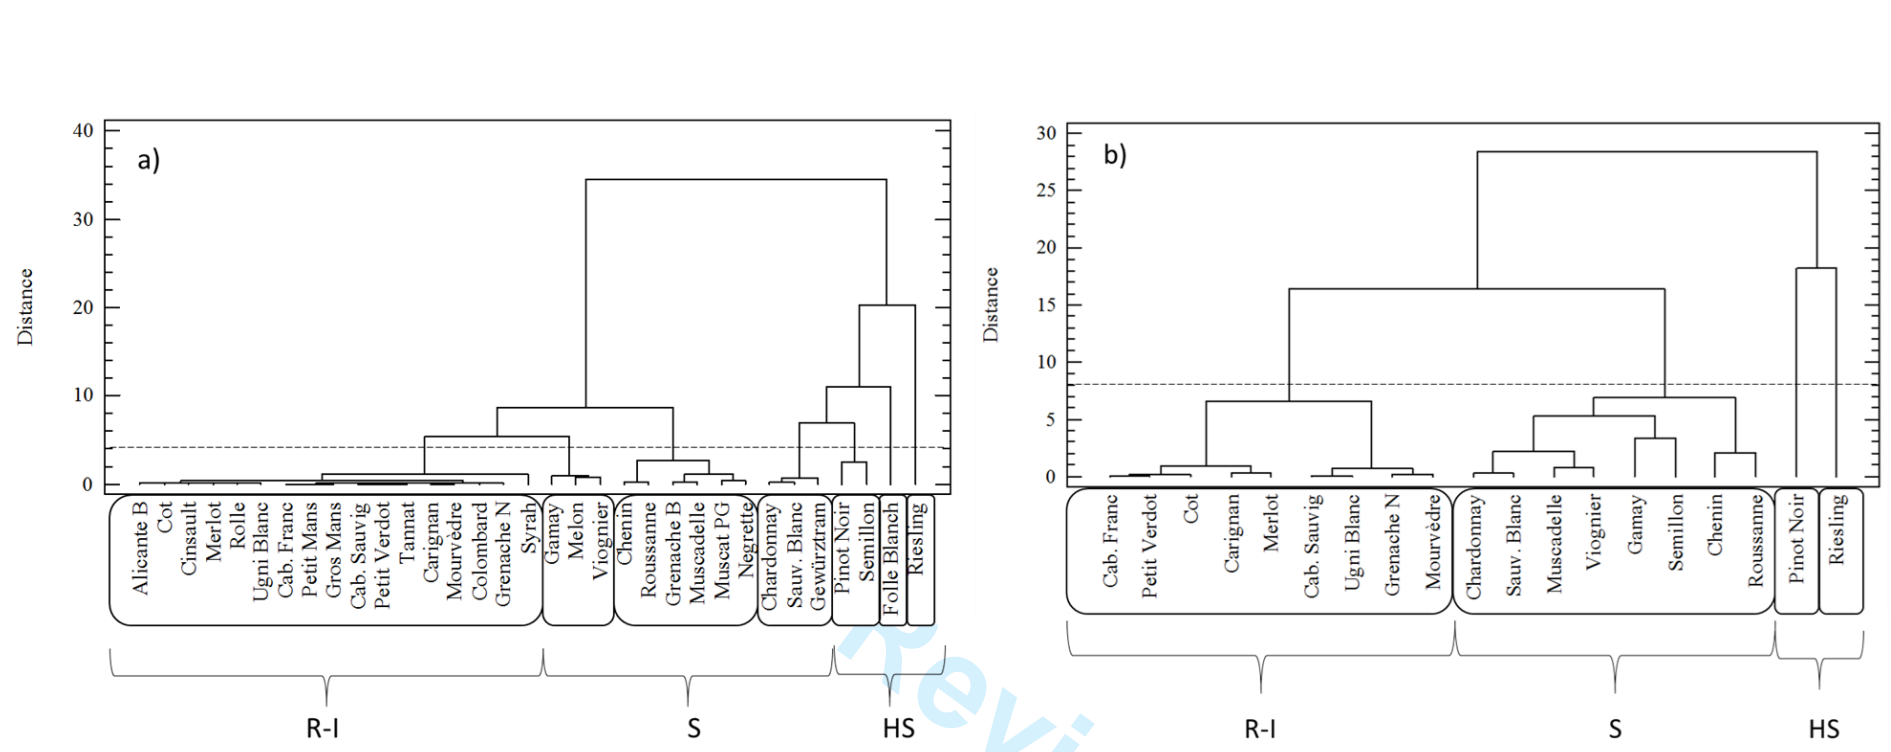 a)
40
30
20
10
0
Distance
Alicante B
Cot
Cinsault
Merlot
Rolle
Ugni Blanc
Cab. Franc
Petit Mans
Gros Mans
Cab. Sauvig
Petit Verdot
Tannat
Carignan
Mourvèdre
Colombard
Grenache N
Syrah
Gamay
Melon
Viognier
Chenin
Roussanne
Grenache B
Muscadelle
Muscat PG
Negrette
Chardonnay
Sauv. Blanc
Gewürztram
Pinot Noir
Semillon
Folle Blanch
Riesling
R-I
S
HS
b)
30
25
20
15
10
5
0
Distance
Cab. Franc
Petit Verdot
Cot
Carignan
Merlot
Cab. Sauvig
Ugni Blanc
Grenache N
Mourvèdre
Chardonnay
Sauv. Blanc
Muscadelle
Viognier
Gamay
Semillon
Chenin
Roussanne
Pinot Noir
Riesling
R-I
S
HS
Revi